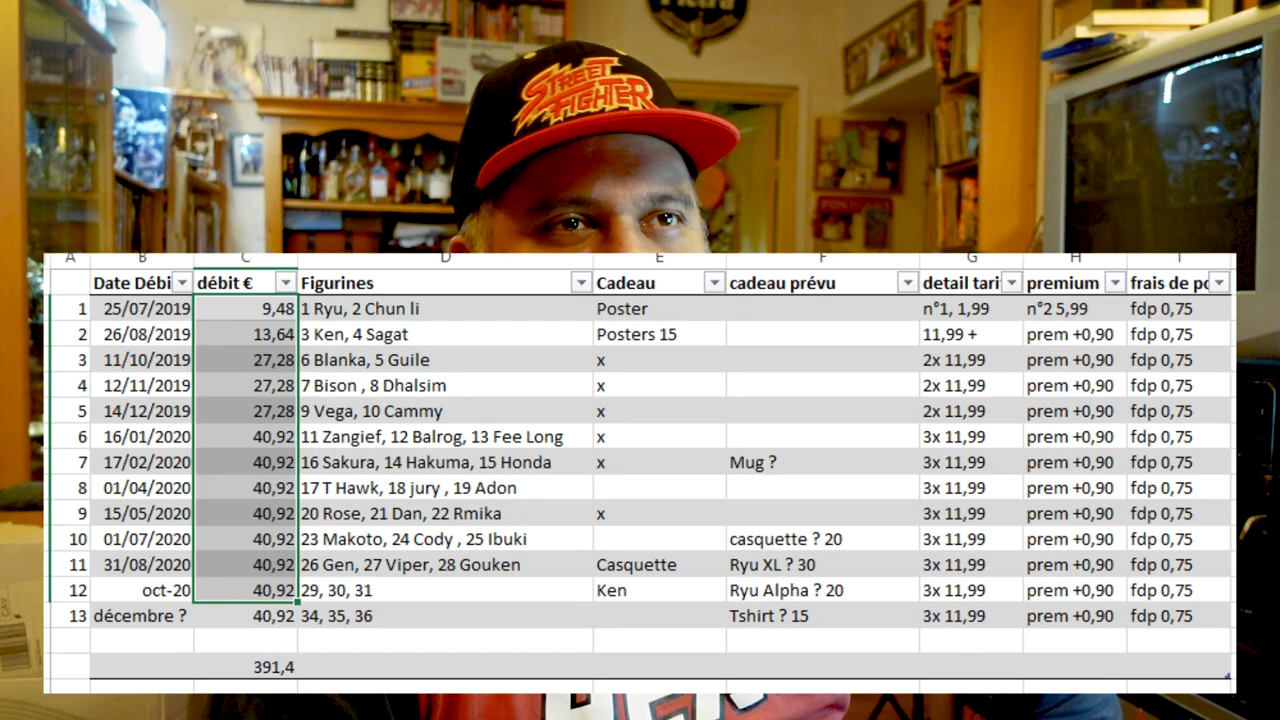 Pietra
STREET
FIGHTER
A B C D E F G H I
Date Débi débit € Figurines Cadeau cadeau prévu detail tari premium frais de po
1 25/07/2019 9,48 1 Ryu, 2 Chun li Poster n°1, 1,99 n°2 5,99 fdp 0,75
2 26/08/2019 13,64 3 Ken, 4 Sagat Posters 15 11,99 + prem +0,90 fdp 0,75
3 11/10/2019 27,28 6 Blanka, 5 Guile x 2x 11,99 prem +0,90 fdp 0,75
4 12/11/2019 27,28 7 Bison , 8 Dhalsim x 2x 11,99 prem +0,90 fdp 0,75
5 14/12/2019 27,28 9 Vega, 10 Cammy x 2x 11,99 prem +0,90 fdp 0,75
6 16/01/2020 40,92 11 Zangief, 12 Balrog, 13 Fee Long x 3x 11,99 prem +0,90 fdp 0,75
7 17/02/2020 40,92 16 Sakura, 14 Hakuma, 15 Honda x Mug ? 3x 11,99 prem +0,90 fdp 0,75
8 01/04/2020 40,92 17 T Hawk, 18 jury , 19 Adon 3x 11,99 prem +0,90 fdp 0,75
9 15/05/2020 40,92 20 Rose, 21 Dan, 22 Rmika x 3x 11,99 prem +0,90 fdp 0,75
10 01/07/2020 40,92 23 Makoto, 24 Cody , 25 Ibuki casquette ? 20 3x 11,99 prem +0,90 fdp 0,75
11 31/08/2020 40,92 26 Gen, 27 Viper, 28 Gouken Casquette Ryu XL ? 30 3x 11,99 prem +0,90 fdp 0,75
12 oct-20 40,92 29, 30, 31 Ken Ryu Alpha ? 20 3x 11,99 prem +0,90 fdp 0,75
13 décembre ? 40,92 34, 35, 36 Tshirt ? 15 3x 11,99 prem +0,90 fdp 0,75
391,4